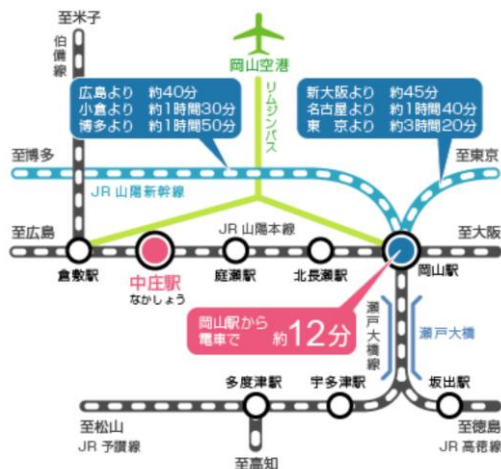 至米子
伯備線
岡山空港
リムジンバス
広島より 約40分
小倉より 約1時間30分
博多より 約1時間50分
新大阪より 約45分
名古屋より 約1時間40分
東 京より 約3時間20分
至博多
至東京
JR 山陽新幹線
至広島
JR 山陽本線
至大阪
倉敷駅
中庄駅
なかしょう
庭瀬駅
北長瀬駅
岡山駅
岡山駅から
電車で 約12分
瀬戸大橋線
瀬戸大橋
多度津駅
宇多津駅
坂出駅
至松山
至徳島
JR 予讃線
JR 高徳線
至高知